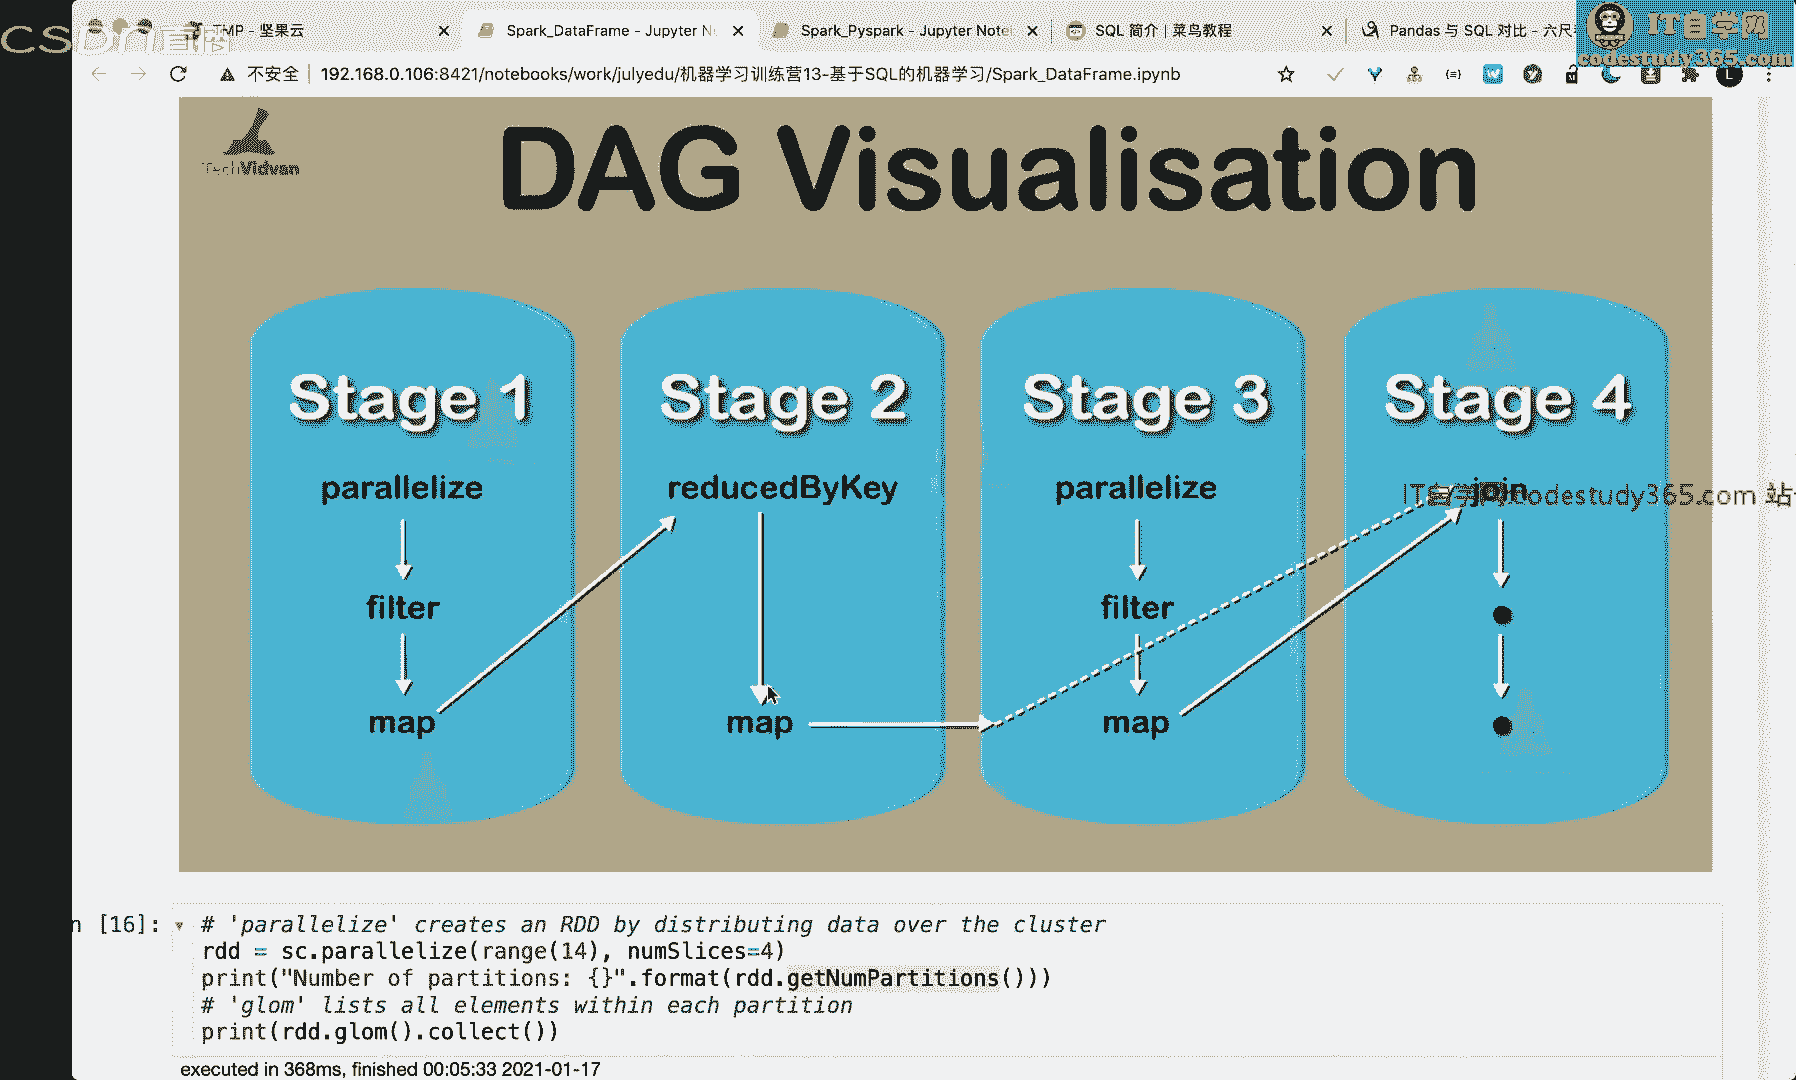 CSDN直播
TMP - 坚果云
Spark_DataFrame - Jupyter N
Spark_Pyspark - Jupyter Note
SQL 简介 | 菜鸟教程
Pandas 与 SQL 对比 - 六尺
IT自学网
codestudy365.com
不安全 | 192.168.0.106:8421/notebooks/work/julyedu/机器学习训练营13-基于SQL的机器学习/Spark_DataFrame.ipynb
TechVidvan
DAG Visualisation
Stage 1
parallelize
filter
map
Stage 2
reducedByKey
map
Stage 3
parallelize
filter
map
Stage 4
join
IT自学网codestudy365.com 站
n [16]:
# 'parallelize' creates an RDD by distributing data over the cluster
rdd = sc.parallelize(range(14), numSlices=4)
print("Number of partitions: {}".format(rdd.getNumPartitions()))
# 'glom' lists all elements within each partition
print(rdd.glom().collect())
executed in 368ms, finished 00:05:33 2021-01-17